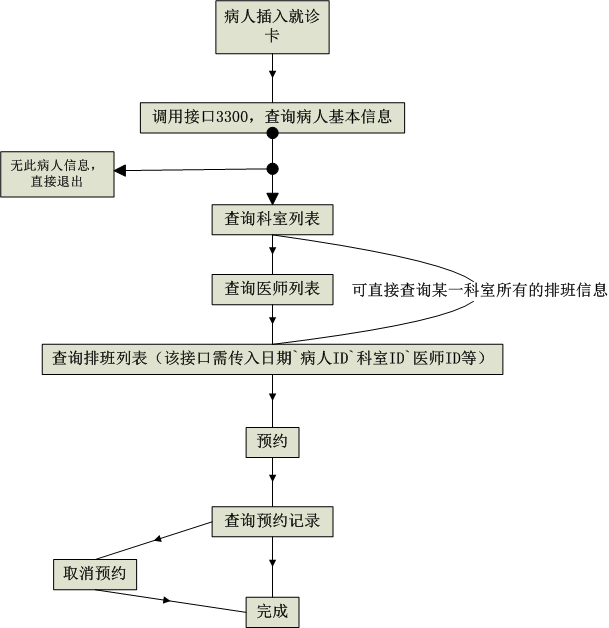 病人插入就诊
卡
调用接口3300，查询病人基本信息
无此病人信息，
直接退出
查询科室列表
查询医师列表
可直接查询某一科室所有的排班信息
查询排班列表（该接口需传入日期`病人ID`科室ID`医师ID等）
预约
查询预约记录
取消预约
完成